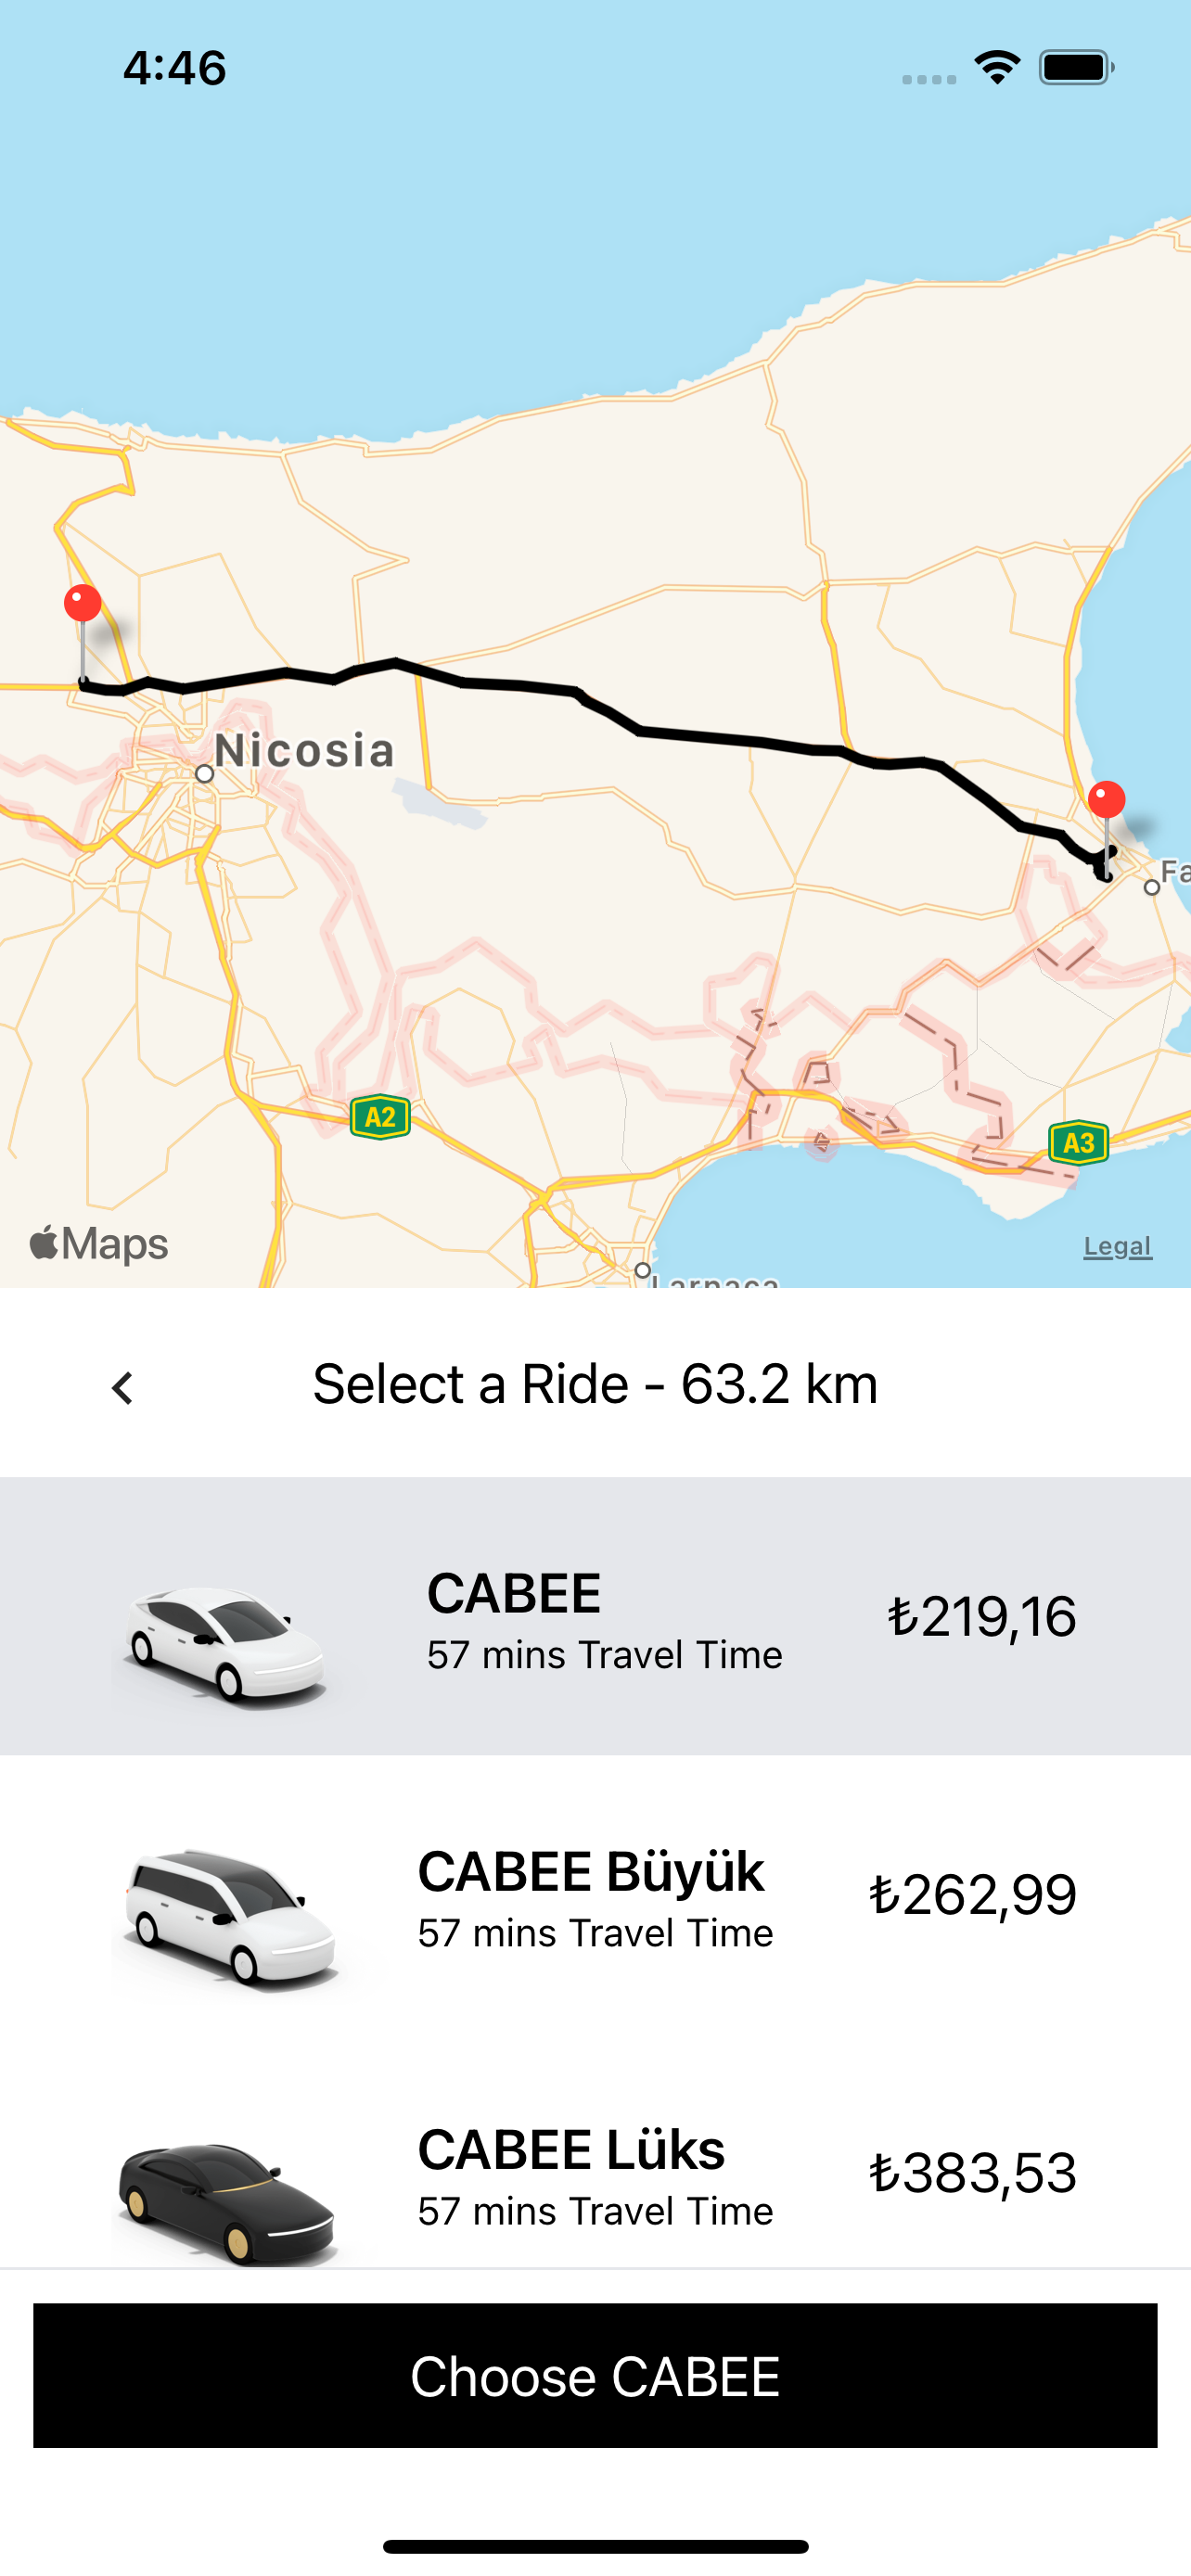 4:46
Nicosia
Fa
A2
A3
Maps
Legal
Larnaca
Select a Ride - 63.2 km
CABEE
57 mins Travel Time
₺219,16
CABEE Büyük
57 mins Travel Time
₺262,99
CABEE Lüks
57 mins Travel Time
₺383,53
Choose CABEE